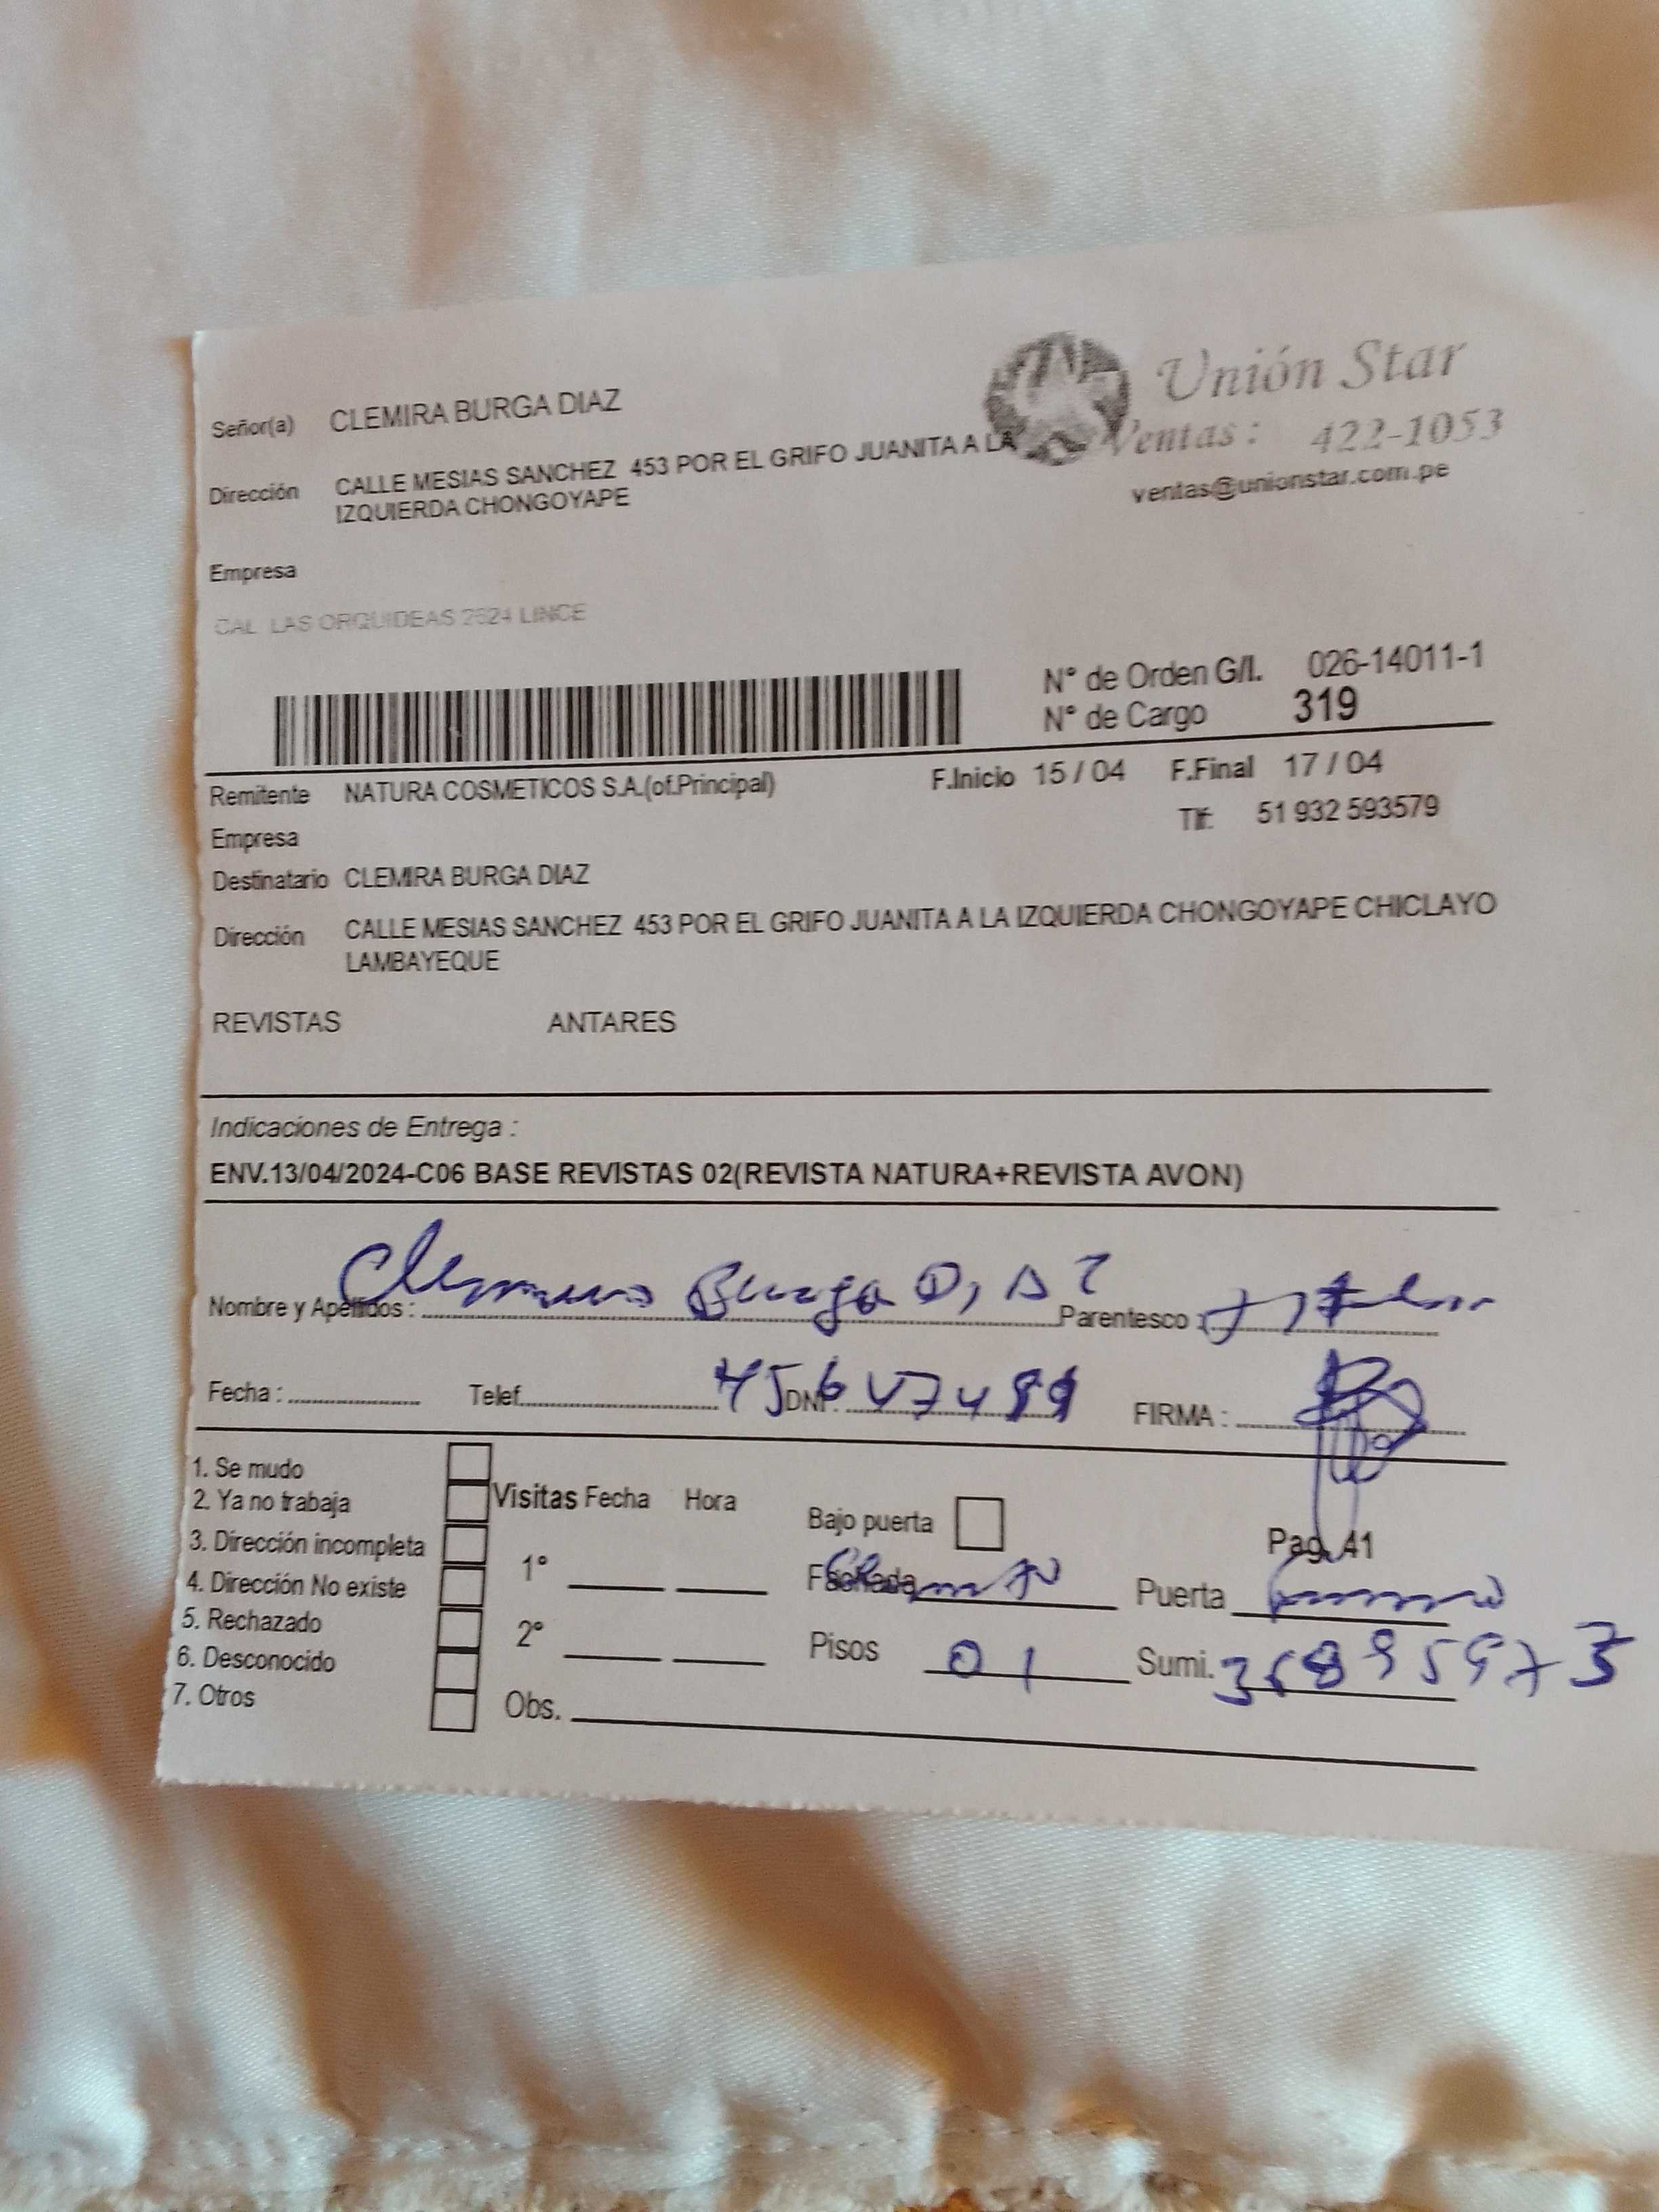 Unión Star
Señor(a) CLEMIRA BURGA DIAZ
Ventas: 422-1053
Dirección CALLE MESIAS SANCHEZ 453 POR EL GRIFO JUANITA A LA
IZQUIERDA CHONGOYAPE
ventas@unionstar.com.pe
Empresa
CAL LAS ORQUIDEAS 2624 LINCE
N° de Orden G/I. 026-14011-1
N° de Cargo 319
Remitente NATURA COSMETICOS S.A.(of.Principal) F.Inicio 15 / 04 F.Final 17 / 04
Empresa Tlf: 51 932 593579
Destinatario CLEMIRA BURGA DIAZ
Dirección CALLE MESIAS SANCHEZ 453 POR EL GRIFO JUANITA A LA IZQUIERDA CHONGOYAPE CHICLAYO
LAMBAYEQUE
REVISTAS ANTARES
Indicaciones de Entrega :
ENV.13/04/2024-C06 BASE REVISTAS 02(REVISTA NATURA+REVISTA AVON)
Nombre y Apellidos : Burga Parentesco :
Fecha : Telef. DNI: FIRMA :
1. Se mudo
2. Ya no trabaja
3. Dirección incompleta
4. Dirección No existe
5. Rechazado
6. Desconocido
7. Otros
Visitas Fecha Hora
1°
2°
Obs.
Bajo puerta Pag. 41
Fachada Puerta
Pisos 01 Sumi.